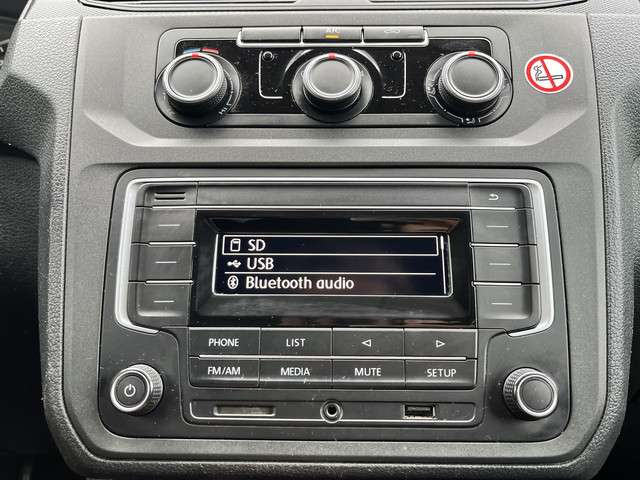 A/C
SD
USB
Bluetooth audio
PHONE LIST
FM/AM MEDIA MUTE SETUP